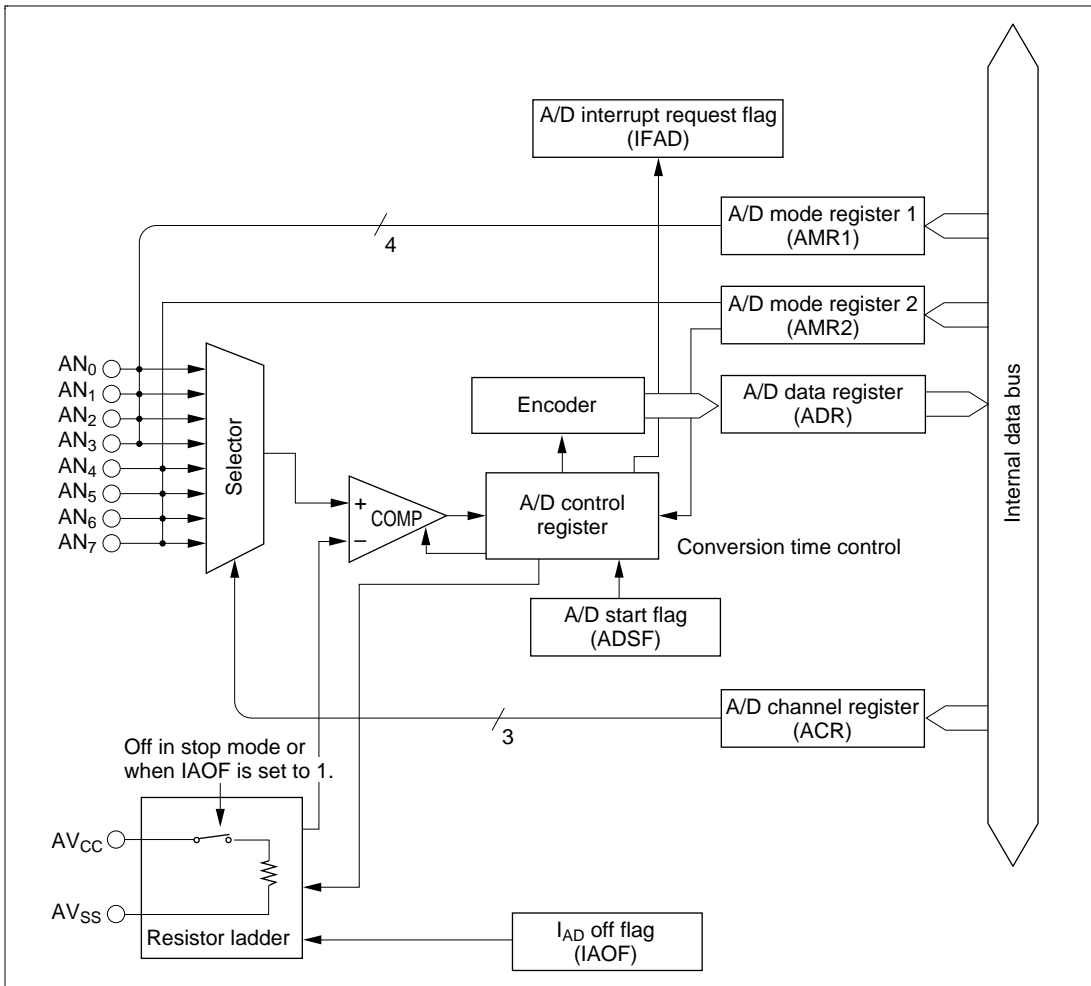 A/D interrupt request flag
(IFAD)
A/D mode register 1
(AMR1)
4
A/D mode register 2
(AMR2)
AN0
AN1
AN2
AN3
AN4
AN5
AN6
AN7
Selector
Encoder
A/D data register
(ADR)
Internal data bus
+
COMP
–
A/D control
register
Conversion time control
A/D start flag
(ADSF)
A/D channel register
(ACR)
3
Off in stop mode or
when IAOF is set to 1.
AVCC
AVSS
Resistor ladder
IAD off flag
(IAOF)